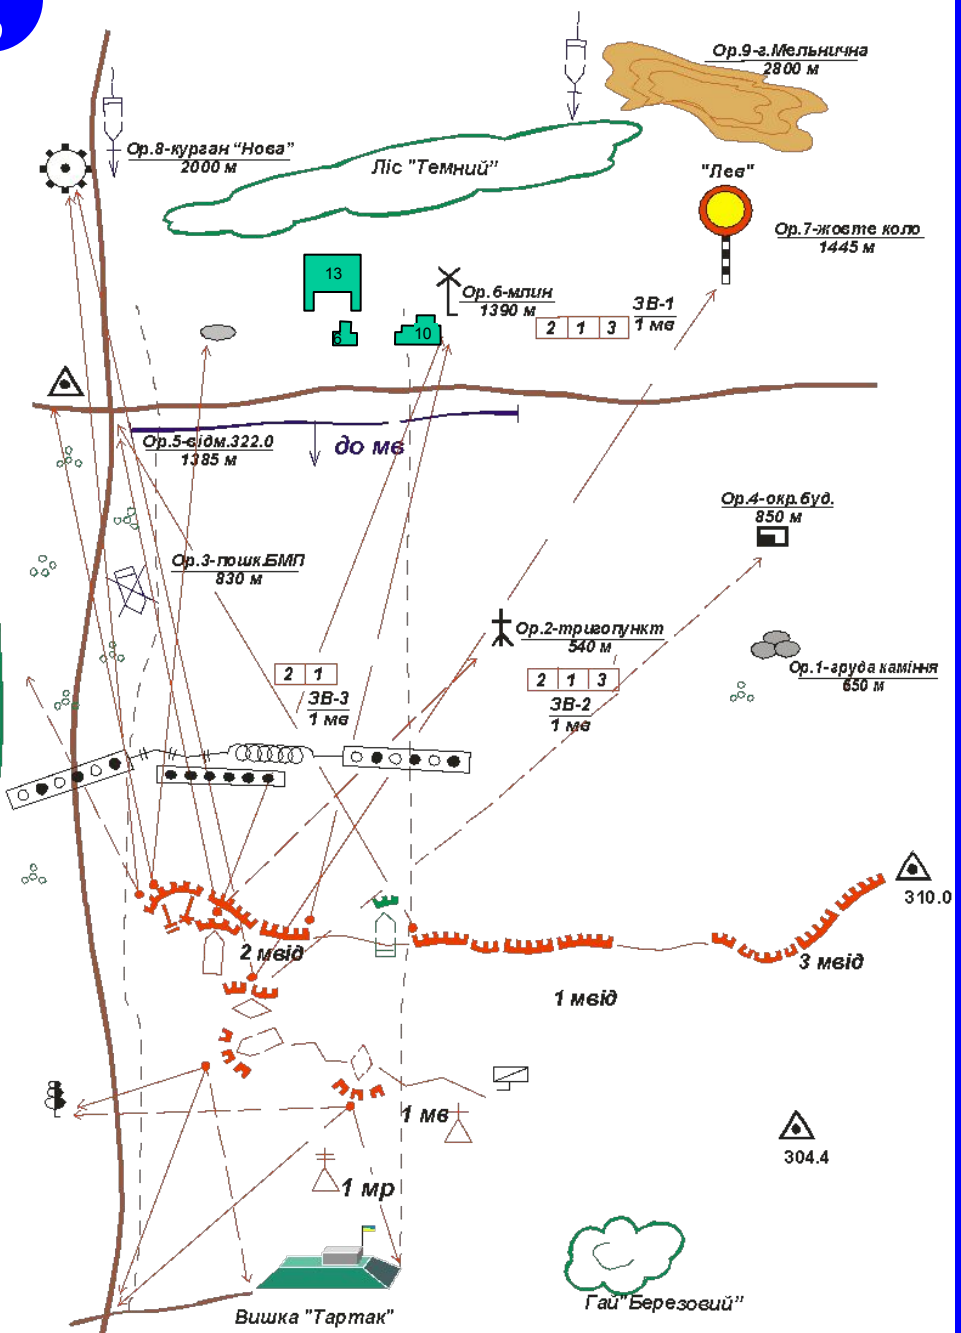 Ор.9-г.Мельнична
2800 м
Ор.8-курган "Нова"
2000 м
Ліс "Темний"
"Лев"
Ор.7-жовте коло
1445 м
13
Ор.6-млин
1390 м
ЗВ-1
1 мв
2 1 3
6
10
Ор.5-відм.322.0
1385 м
до мв
Ор.4-окр.буд.
850 м
Ор.3-пошк.БМП
830 м
Ор.2-тригопункт
540 м
Ор.1-груда каміння
650 м
2 1
ЗВ-3
1 мв
2 1 3
ЗВ-2
1 мв
310.0
2 мвід
3 мвід
1 мвід
1 мв
304.4
1 мр
Гай"Березовий"
Вишка "Тартак"